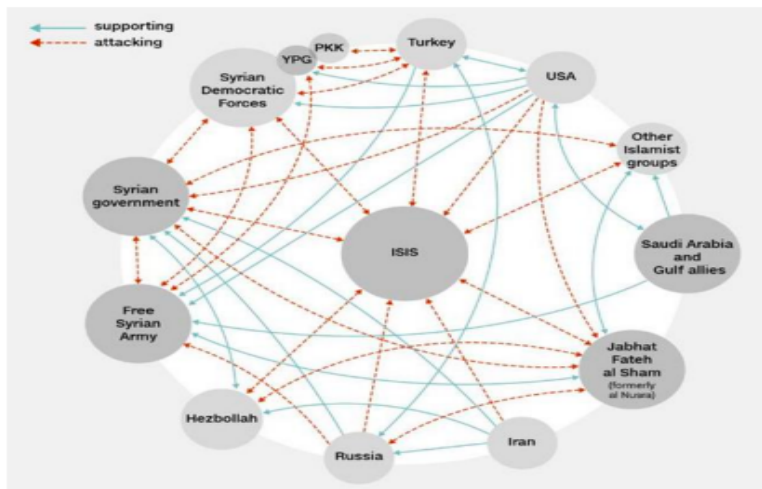 supporting
attacking
PKK
Turkey
YPG
USA
Syrian
Democratic
Forces
Other
Islamist
groups
Syrian
government
ISIS
Saudi Arabia
and
Gulf allies
Free
Syrian
Army
Jabhat
Fateh
al Sham
(formerly
al Nusra)
Hezbollah
Iran
Russia